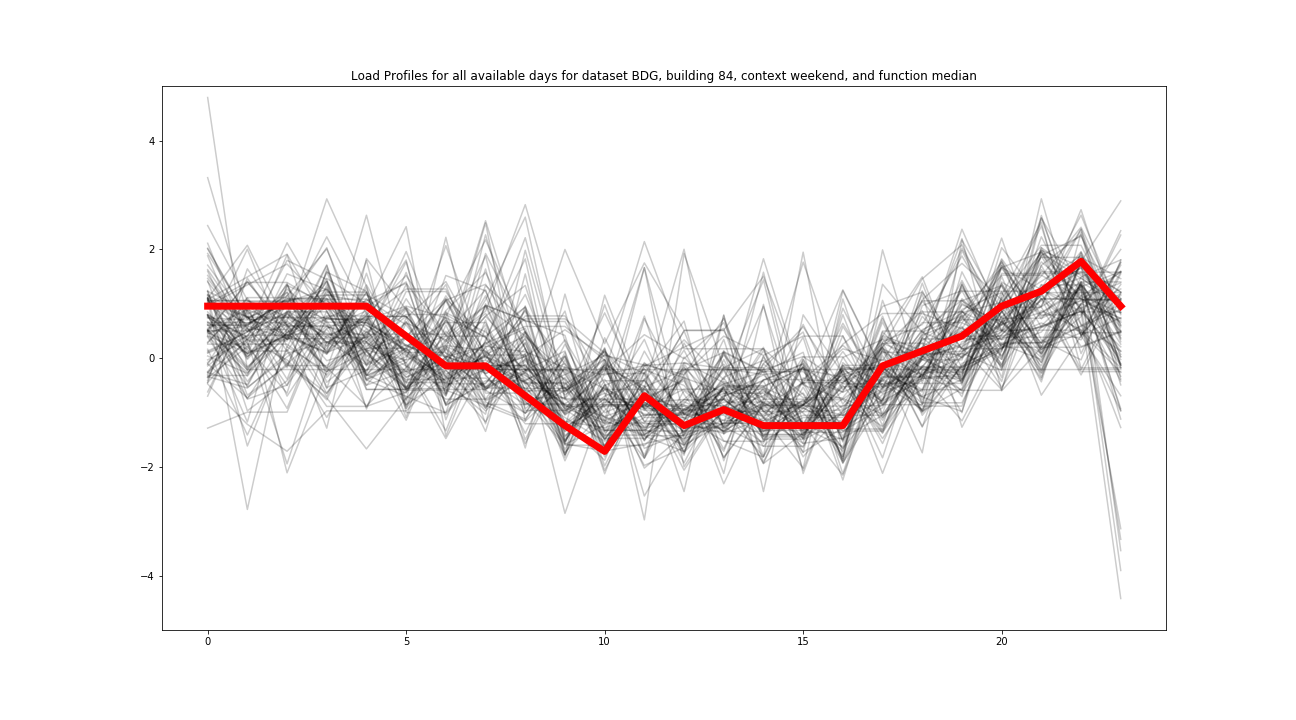 Load Profiles for all available days for dataset BDG, building 84, context weekend, and function median
4
2
0
−2
−4
0 5 10 15 20